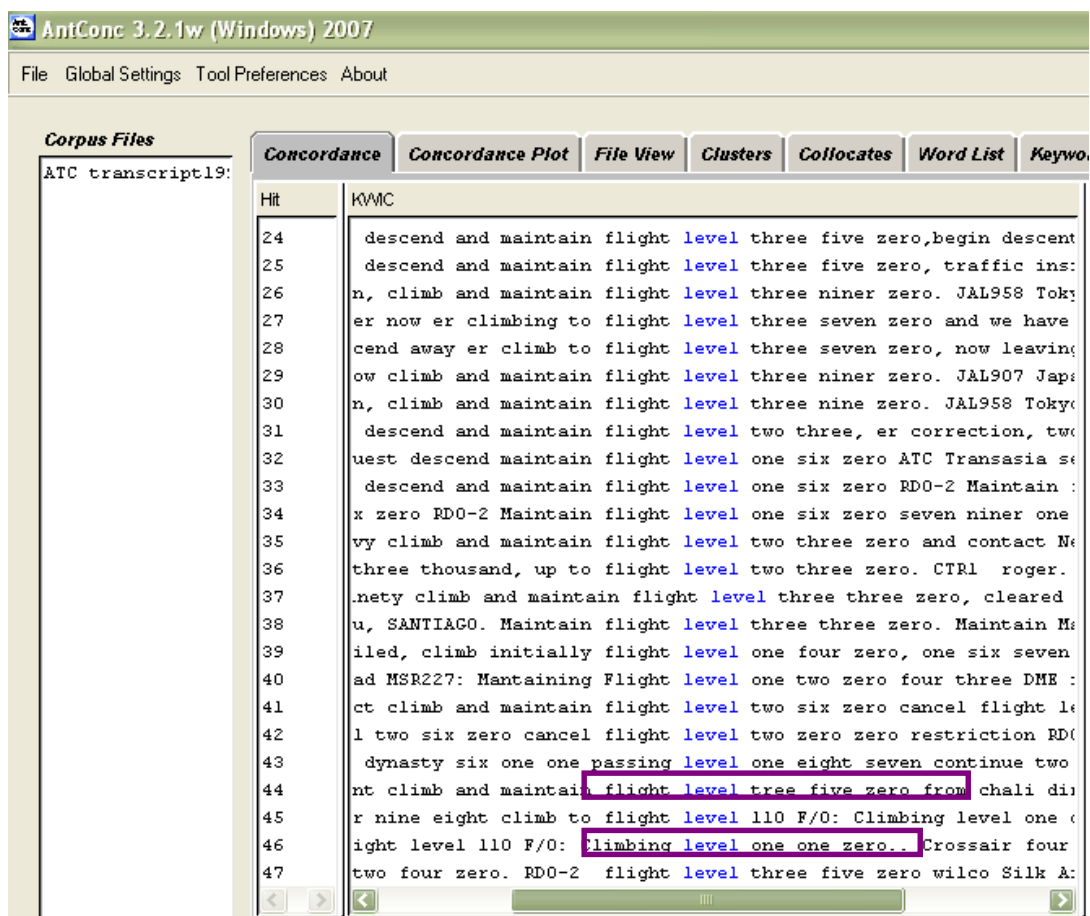 AntConc 3.2.1w (Windows) 2007
File Global Settings Tool Preferences About
Corpus Files
ATC transcript19
Concordance Concordance Plot File View Clusters Collocates Word List Keywo
Hit KWIC
24 descend and maintain flight level three five zero,begin descent
25 descend and maintain flight level three five zero, traffic ins
26 n, climb and maintain flight level three niner zero. JAL958 Toky
27 er now er climbing to flight level three seven zero and we have
28 cend away er climb to flight level three seven zero, now leaving
29 ow climb and maintain flight level three niner zero. JAL907 Japa
30 n, climb and maintain flight level three nine zero. JAL958 Tokyo
31 descend and maintain flight level two three, er correction, two
32 uest descend maintain flight level one six zero ATC Transasia se
33 descend and maintain flight level one six zero RDO-2 Maintain
34 x zero RDO-2 Maintain flight level one six zero seven niner one
35 vy climb and maintain flight level two three zero and contact Ne
36 three thousand, up to flight level two three zero. CTR1 roger.
37 .nety climb and maintain flight level three three zero, cleared
38 u, SANTIAGO. Maintain flight level three three zero. Maintain Ma
39 iled, climb initially flight level one four zero, one six seven
40 ad MSR227: Mantaining Flight level one two zero four three DME :
41 ct climb and maintain flight level two six zero cancel flight le
42 l two six zero cancel flight level two zero zero restriction RDO
43 dynasty six one one passing level one eight seven continue two
44 nt climb and maintain flight level tree five zero from chali di
45 r nine eight climb to flight level 110 F/O: Climbing level one o
46 ight level 110 F/O: Climbing level one one zero.. Crossair four
47 two four zero. RDO-2 flight level three five zero wilco Silk A